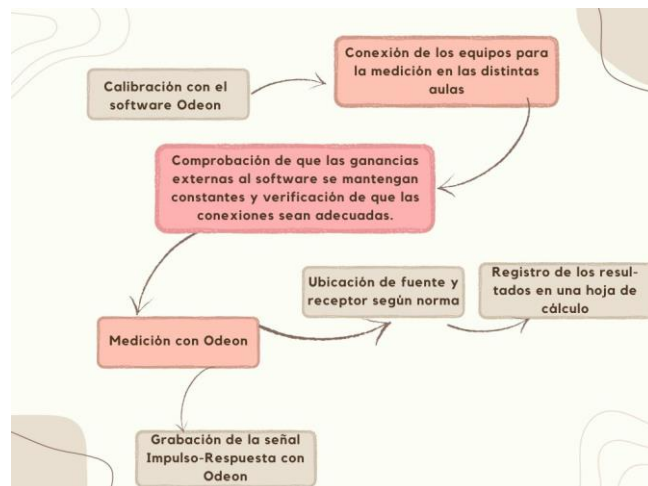 Conexión de los equipos para
la medición en las distintas
aulas
Calibración con el
software Odeon
Comprobación de que las ganancias
externas al software se mantengan
constantes y verificación de que las
conexiones sean adecuadas.
Ubicación de fuente y
receptor según norma
Registro de los resul-
tados en una hoja de
cálculo
Medición con Odeon
Grabación de la señal
Impulso-Respuesta con
Odeon